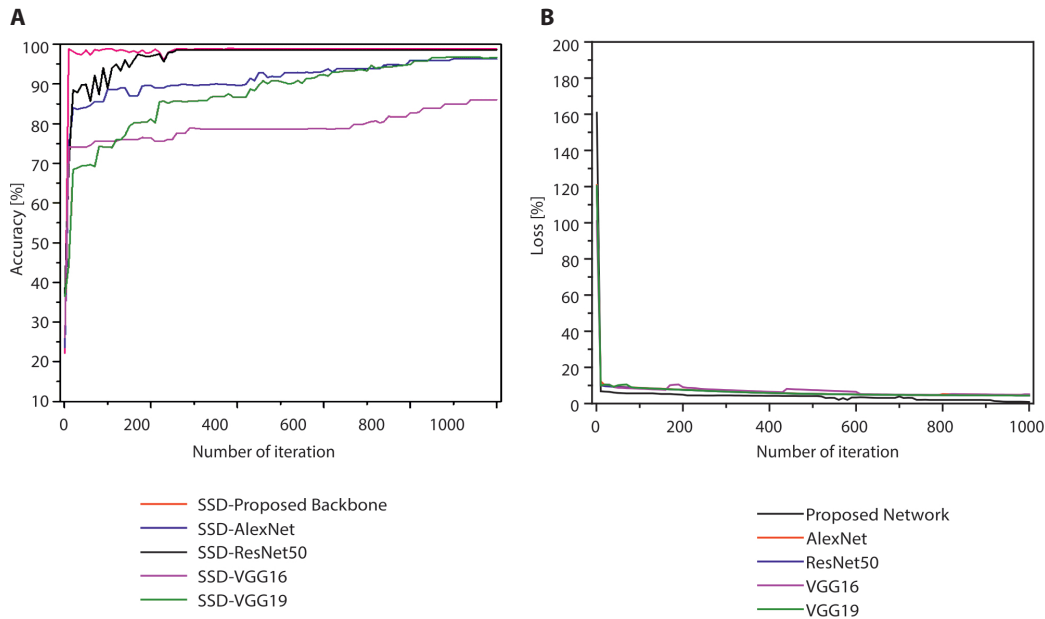 A
100
90
80
70
60
50
40
30
20
10
Accuracy [%]
0
200
400
600
800
1000
Number of iteration
SSD-Proposed Backbone
SSD-AlexNet
SSD-ResNet50
SSD-VGG16
SSD-VGG19
B
200
180
160
140
120
100
80
60
40
20
0
Loss [%]
0
200
400
600
800
1000
Number of iteration
Proposed Network
AlexNet
ResNet50
VGG16
VGG19